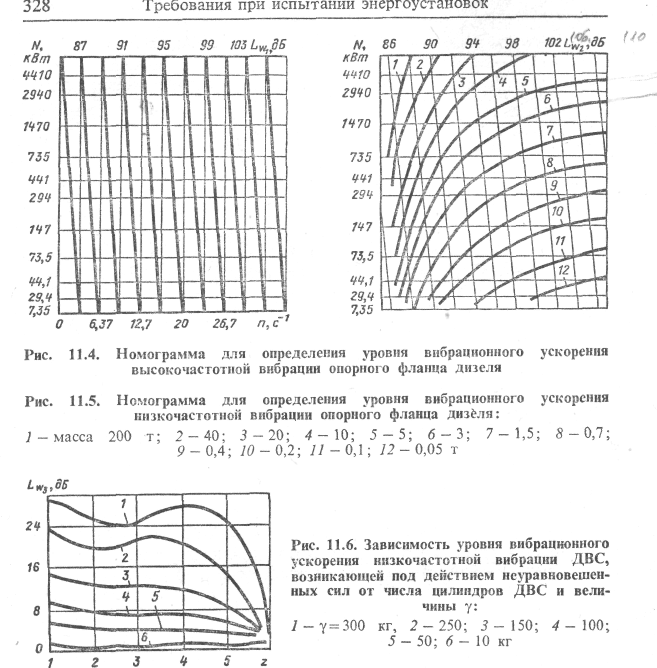 328 Требования при испытании энергоустановок
N, кВт 87 91 95 99 103 Lw₁, дБ
4410
2940
1470
735
441
294
147
73,5
44,1
29,4
7,35
0 6,37 12,7 20 26,7 n, с⁻¹
N, кВт 86 90 94 98 102 Lw₂, дБ
106 110
4410
2940
1470
735
441
294
147
73,5
44,1
29,4
7,35
1 2 3 4 5 6 7 8 9 10 11 12
Рис. 11.4. Номограмма для определения уровня вибрационного ускорения
высокочастотной вибрации опорного фланца дизеля
Рис. 11.5. Номограмма для определения уровня вибрационного ускорения
низкочастотной вибрации опорного фланца дизеля:
1 — масса 200 т; 2 — 40; 3 — 20; 4 — 10; 5 — 5; 6 — 3; 7 — 1,5; 8 — 0,7;
9 — 0,4; 10 — 0,2; 11 — 0,1; 12 — 0,05 т
Lw₃, дБ
24
16
8
0
1 2 3 4 5 6
1 2 3 4 5 z
Рис. 11.6. Зависимость уровня вибрационного
ускорения низкочастотной вибрации ДВС,
возникающей под действием неуравновешен-
ных сил от числа цилиндров ДВС и вели-
чины γ:
1 — γ=300 кг, 2 — 250; 3 — 150; 4 — 100;
5 — 50; 6 — 10 кг